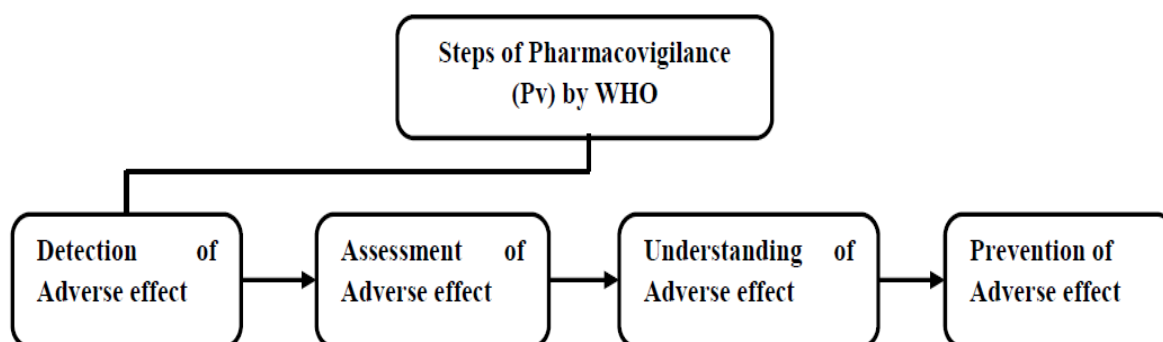 Steps of Pharmacovigilance
(Pv) by WHO
Detection of
Adverse effect
Assessment of
Adverse effect
Understanding of
Adverse effect
Prevention of
Adverse effect